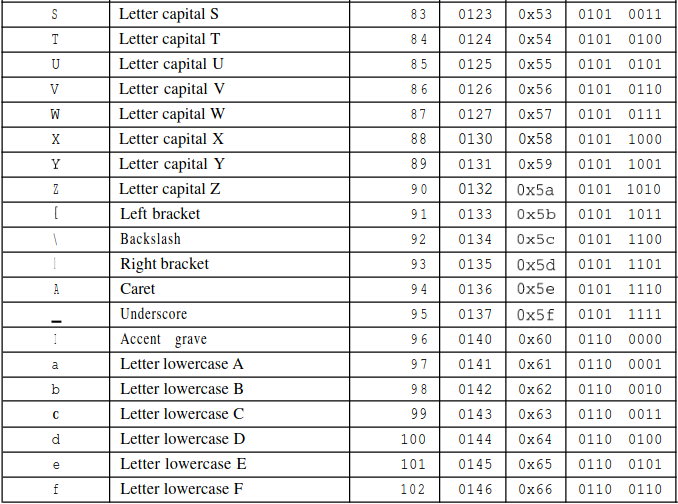 S Letter capital S 83 0123 0x53 0101 0011
T Letter capital T 84 0124 0x54 0101 0100
U Letter capital U 85 0125 0x55 0101 0101
V Letter capital V 86 0126 0x56 0101 0110
W Letter capital W 87 0127 0x57 0101 0111
X Letter capital X 88 0130 0x58 0101 1000
Y Letter capital Y 89 0131 0x59 0101 1001
Z Letter capital Z 90 0132 0x5a 0101 1010
[ Left bracket 91 0133 0x5b 0101 1011
\ Backslash 92 0134 0x5c 0101 1100
l Right bracket 93 0135 0x5d 0101 1101
A Caret 94 0136 0x5e 0101 1110
_ Underscore 95 0137 0x5f 0101 1111
I Accent grave 96 0140 0x60 0110 0000
a Letter lowercase A 97 0141 0x61 0110 0001
b Letter lowercase B 98 0142 0x62 0110 0010
c Letter lowercase C 99 0143 0x63 0110 0011
d Letter lowercase D 100 0144 0x64 0110 0100
e Letter lowercase E 101 0145 0x65 0110 0101
f Letter lowercase F 102 0146 0x66 0110 0110